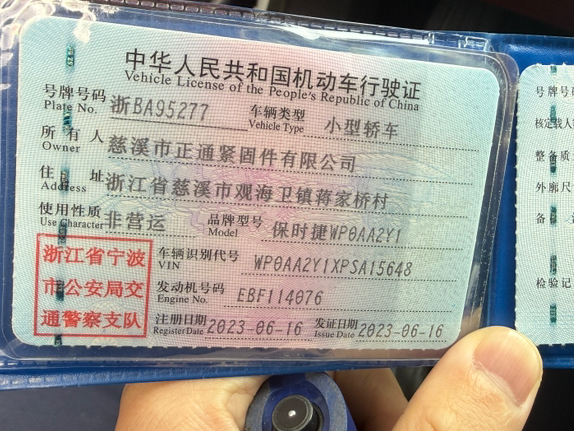 中华人民共和国机动车行驶证
Vehicle License of the People's Republic of China
号牌号码 浙BA95277 车辆类型 小型轿车
Plate No. Vehicle Type
所有人 慈溪市正通紧固件有限公司
Owner
住址 浙江省慈溪市观海卫镇蒋家桥村
Address
使用性质 非营运 品牌型号 保时捷WP0AA2Y1
Use Character Model
浙江省宁波
市公安局交
通警察支队
车辆识别代号 WP0AA2Y1XPSA15648
VIN
发动机号码 EBF114076
Engine No.
注册日期 2023-06-16 发证日期 2023-06-16
Register Date Issue Date
号牌号
核定载人
整备质
外廓尺
备
检验记